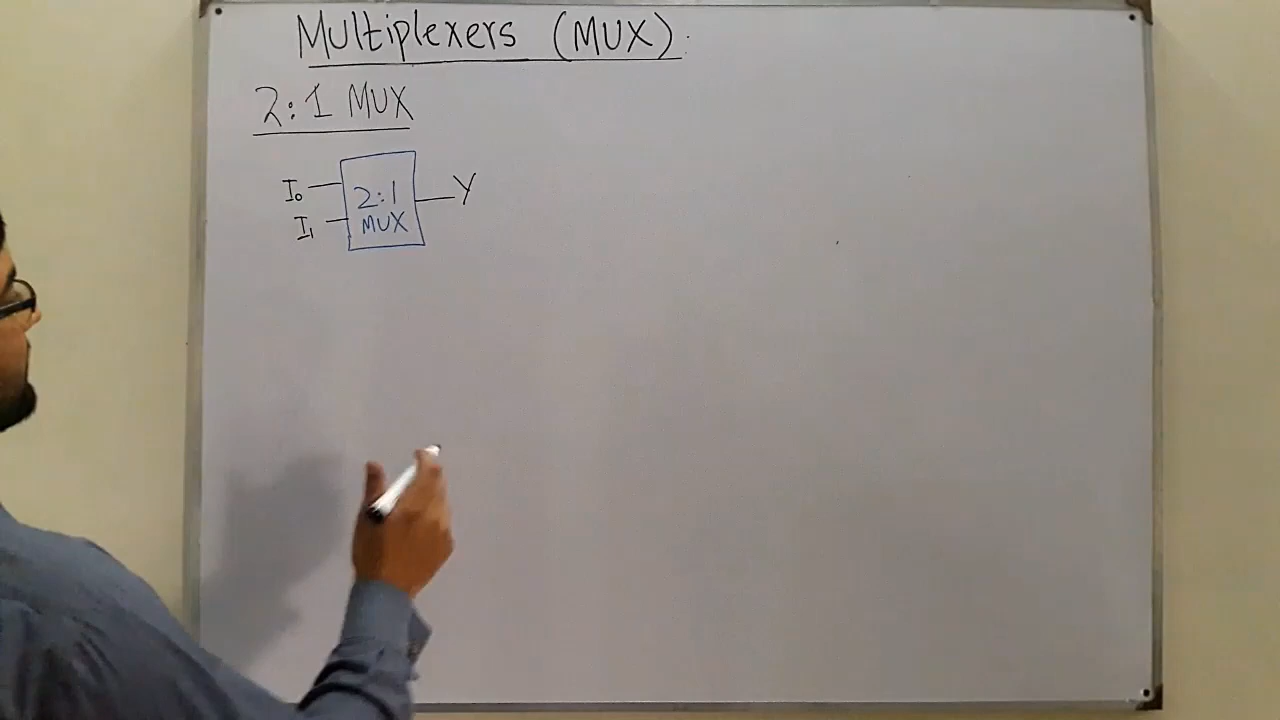 Multiplexers (MUX):
2:1 MUX
I₀ 2:1 Y
I₁ MUX